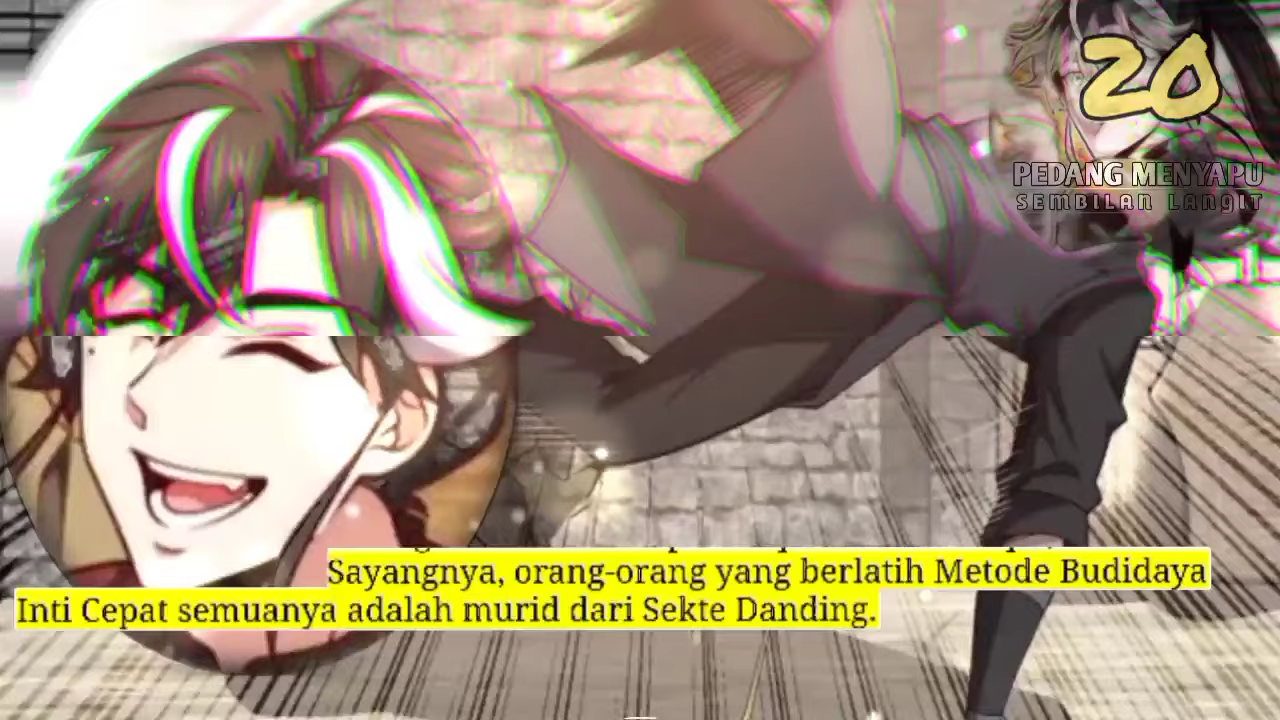 20
PEDANG MENYAPU
SEMBILAN LANGIT
Sayangnya, orang-orang yang berlatih Metode Budidaya
Inti Cepat semuanya adalah murid dari Sekte Danding.